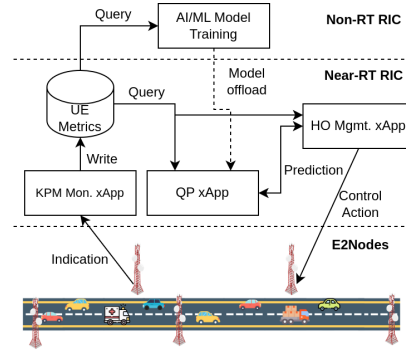 Query
AI/ML Model
Training
Non-RT RIC
Model
offload
Near-RT RIC
UE
Metrics
Query
HO Mgmt. xApp
Write
Prediction
KPM Mon. xApp
QP xApp
Control
Action
E2Nodes
Indication